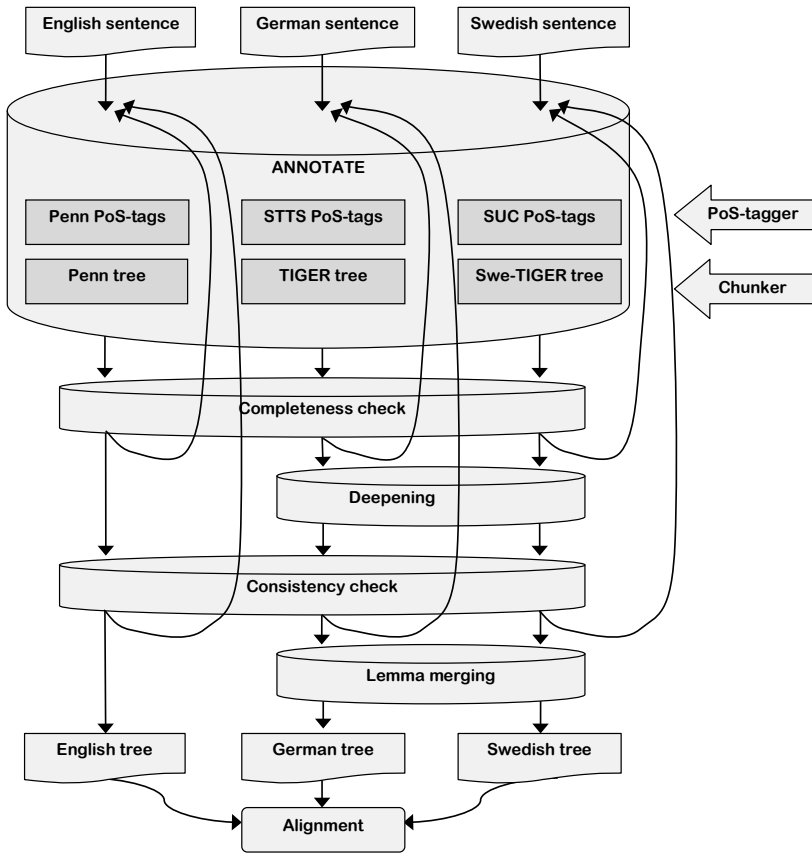 English sentence
German sentence
Swedish sentence
ANNOTATE
Penn PoS-tags
STTS PoS-tags
SUC PoS-tags
PoS-tagger
Penn tree
TIGER tree
Swe-TIGER tree
Chunker
Completeness check
Deepening
Consistency check
Lemma merging
English tree
German tree
Swedish tree
Alignment